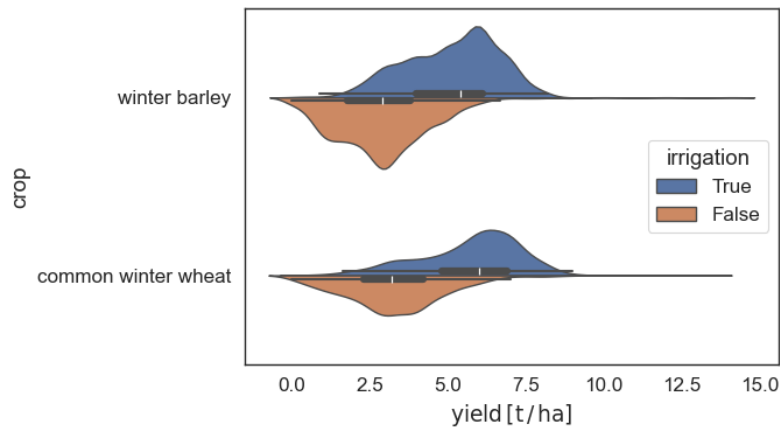 winter barley
crop
common winter wheat
irrigation
True
False
0.0 2.5 5.0 7.5 10.0 12.5 15.0
yield [t/ha]